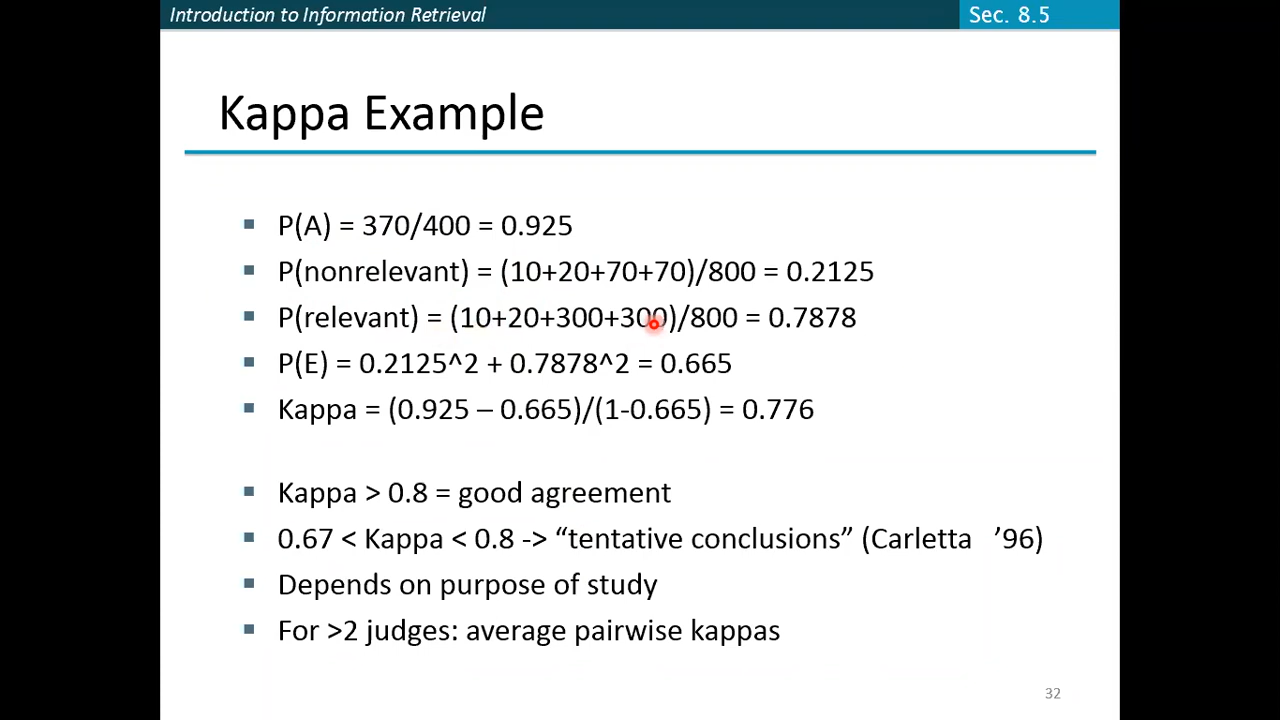 Introduction to Information Retrieval
Sec. 8.5
Kappa Example
P(A) = 370/400 = 0.925
P(nonrelevant) = (10+20+70+70)/800 = 0.2125
P(relevant) = (10+20+300+300)/800 = 0.7878
P(E) = 0.2125^2 + 0.7878^2 = 0.665
Kappa = (0.925 – 0.665)/(1-0.665) = 0.776
Kappa > 0.8 = good agreement
0.67 < Kappa < 0.8 -> “tentative conclusions” (Carletta ’96)
Depends on purpose of study
For >2 judges: average pairwise kappas
32